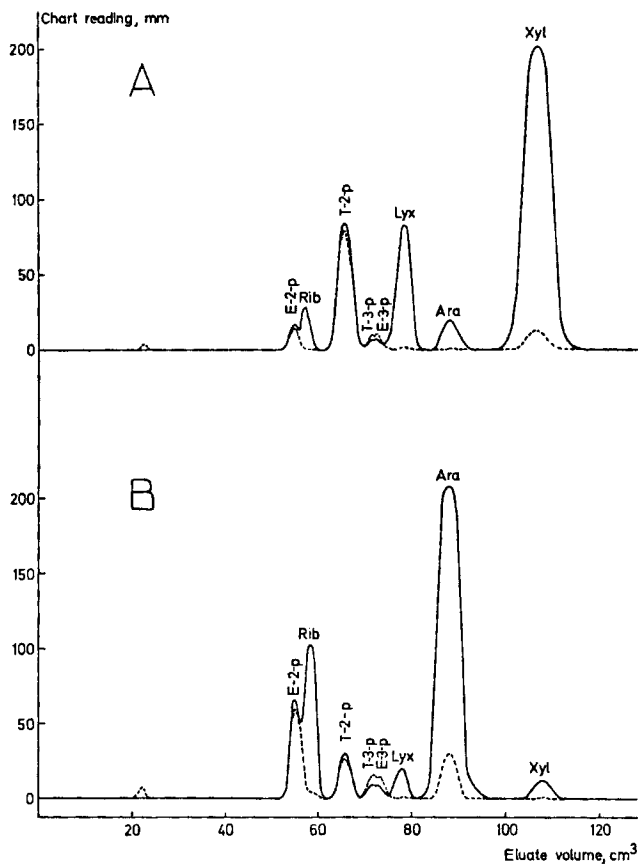 Chart reading, mm
Xyl
200
A
150
T-2-p
100
Lyx
E-2-p
Rib
T-3-p
E-3-p
50
Ara
0
Ara
B
200
150
Rib
E-2-p
100
T-2-p
T-3-p
E-3-p
50
Lyx
Xyl
0
20
40
60
80
100
120
Eluate volume, cm³